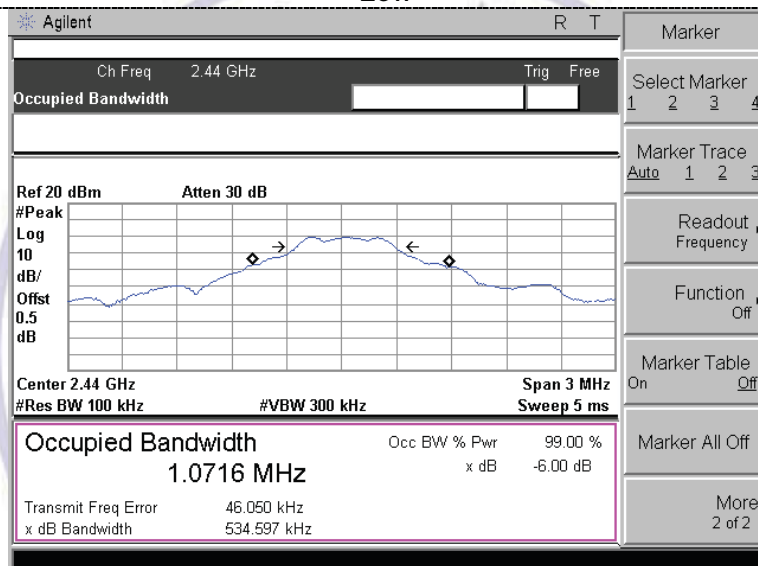 Agilent R T
Ch Freq 2.44 GHz Trig Free
Occupied Bandwidth
Ref 20 dBm Atten 30 dB
#Peak
Log
10
dB/
Offst
0.5
dB
Center 2.44 GHz Span 3 MHz
#Res BW 100 kHz #VBW 300 kHz Sweep 5 ms
Occupied Bandwidth Occ BW % Pwr 99.00 %
1.0716 MHz x dB -6.00 dB
Transmit Freq Error 46.050 kHz
x dB Bandwidth 534.597 kHz
Marker
Select Marker
1 2 3 4
Marker Trace
Auto 1 2 3
Readout
Frequency
Function
Off
Marker Table
On Off
Marker All Off
More
2 of 2